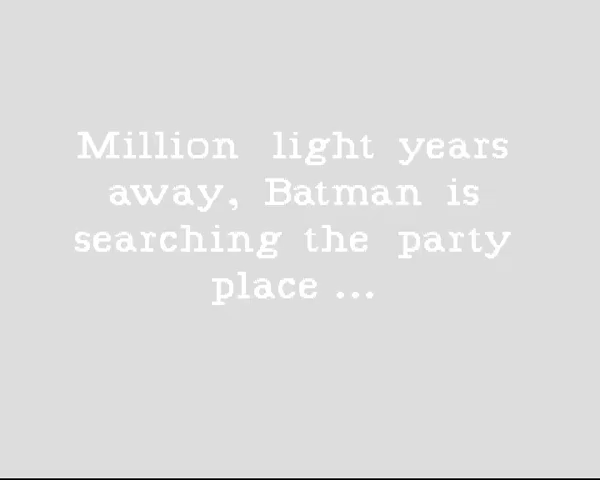 Million light years
away, Batman is
searching the party
place ...